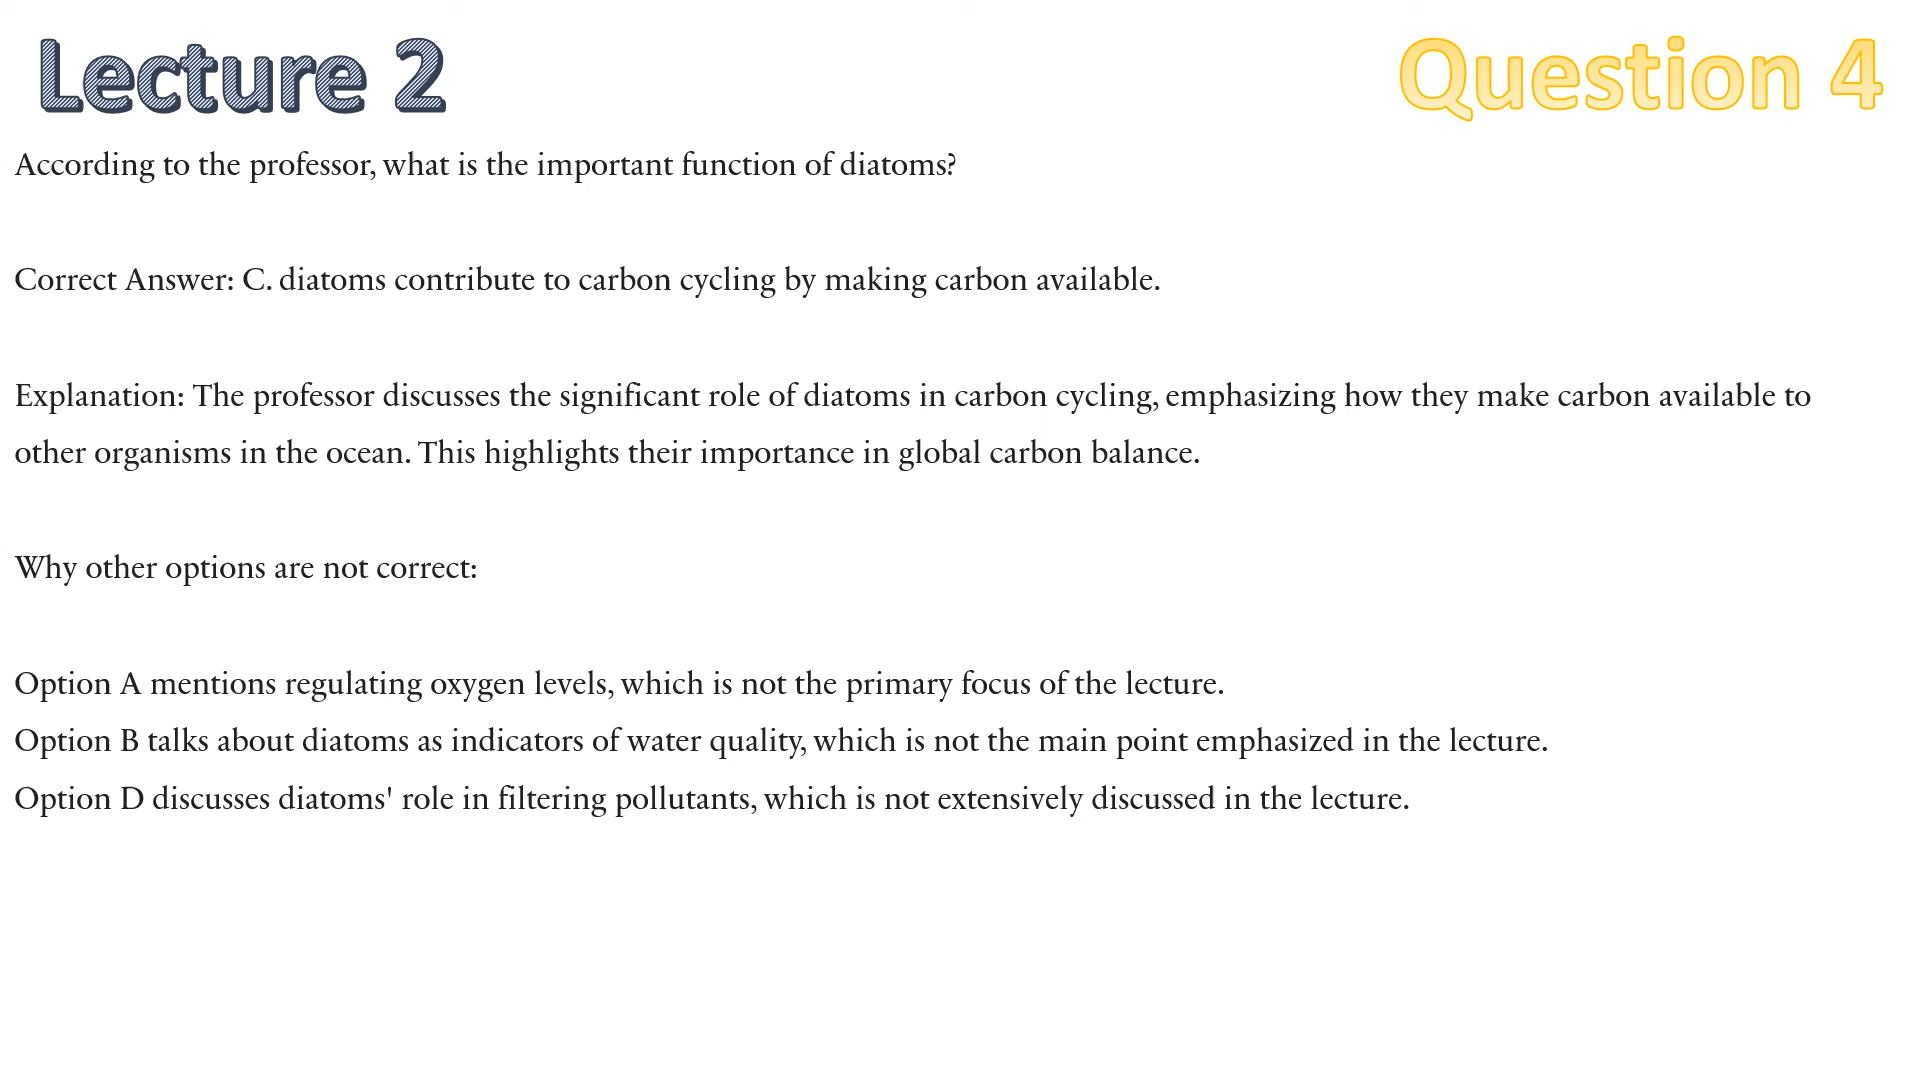 Lecture 2
Question 4
According to the professor, what is the important function of diatoms?
Correct Answer: C. diatoms contribute to carbon cycling by making carbon available.
Explanation: The professor discusses the significant role of diatoms in carbon cycling, emphasizing how they make carbon available to
other organisms in the ocean. This highlights their importance in global carbon balance.
Why other options are not correct:
Option A mentions regulating oxygen levels, which is not the primary focus of the lecture.
Option B talks about diatoms as indicators of water quality, which is not the main point emphasized in the lecture.
Option D discusses diatoms' role in filtering pollutants, which is not extensively discussed in the lecture.